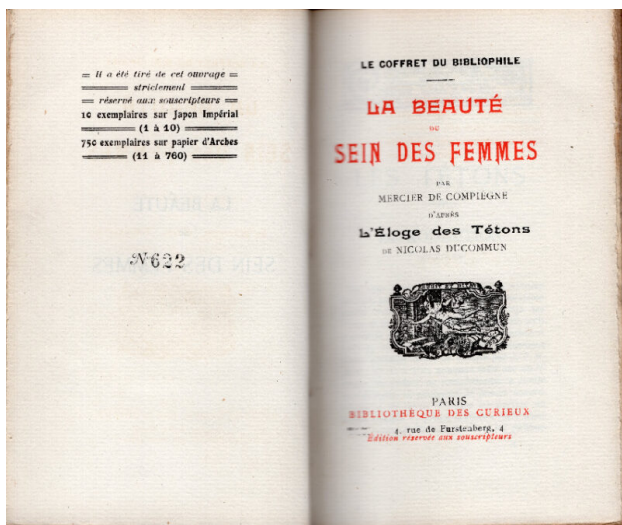 = Il a été tiré de cet ouvrage =
strictement
= réservé aux souscripteurs =
10 exemplaires sur Japon Impérial
(1 à 10)
750 exemplaires sur papier d'Arches
(11 à 760)
N° 622
LE COFFRET DU BIBLIOPHILE
LA BEAUTÉ
DU
SEIN DES FEMMES
PAR
MERCIER DE COMPIEGNE
D'APRÈS
L'Éloge des Tétons
DE NICOLAS DUCOMMUN
PARIS
BIBLIOTHÈQUE DES CURIEUX
4, rue de Furstenberg, 4
Édition réservée aux souscripteurs